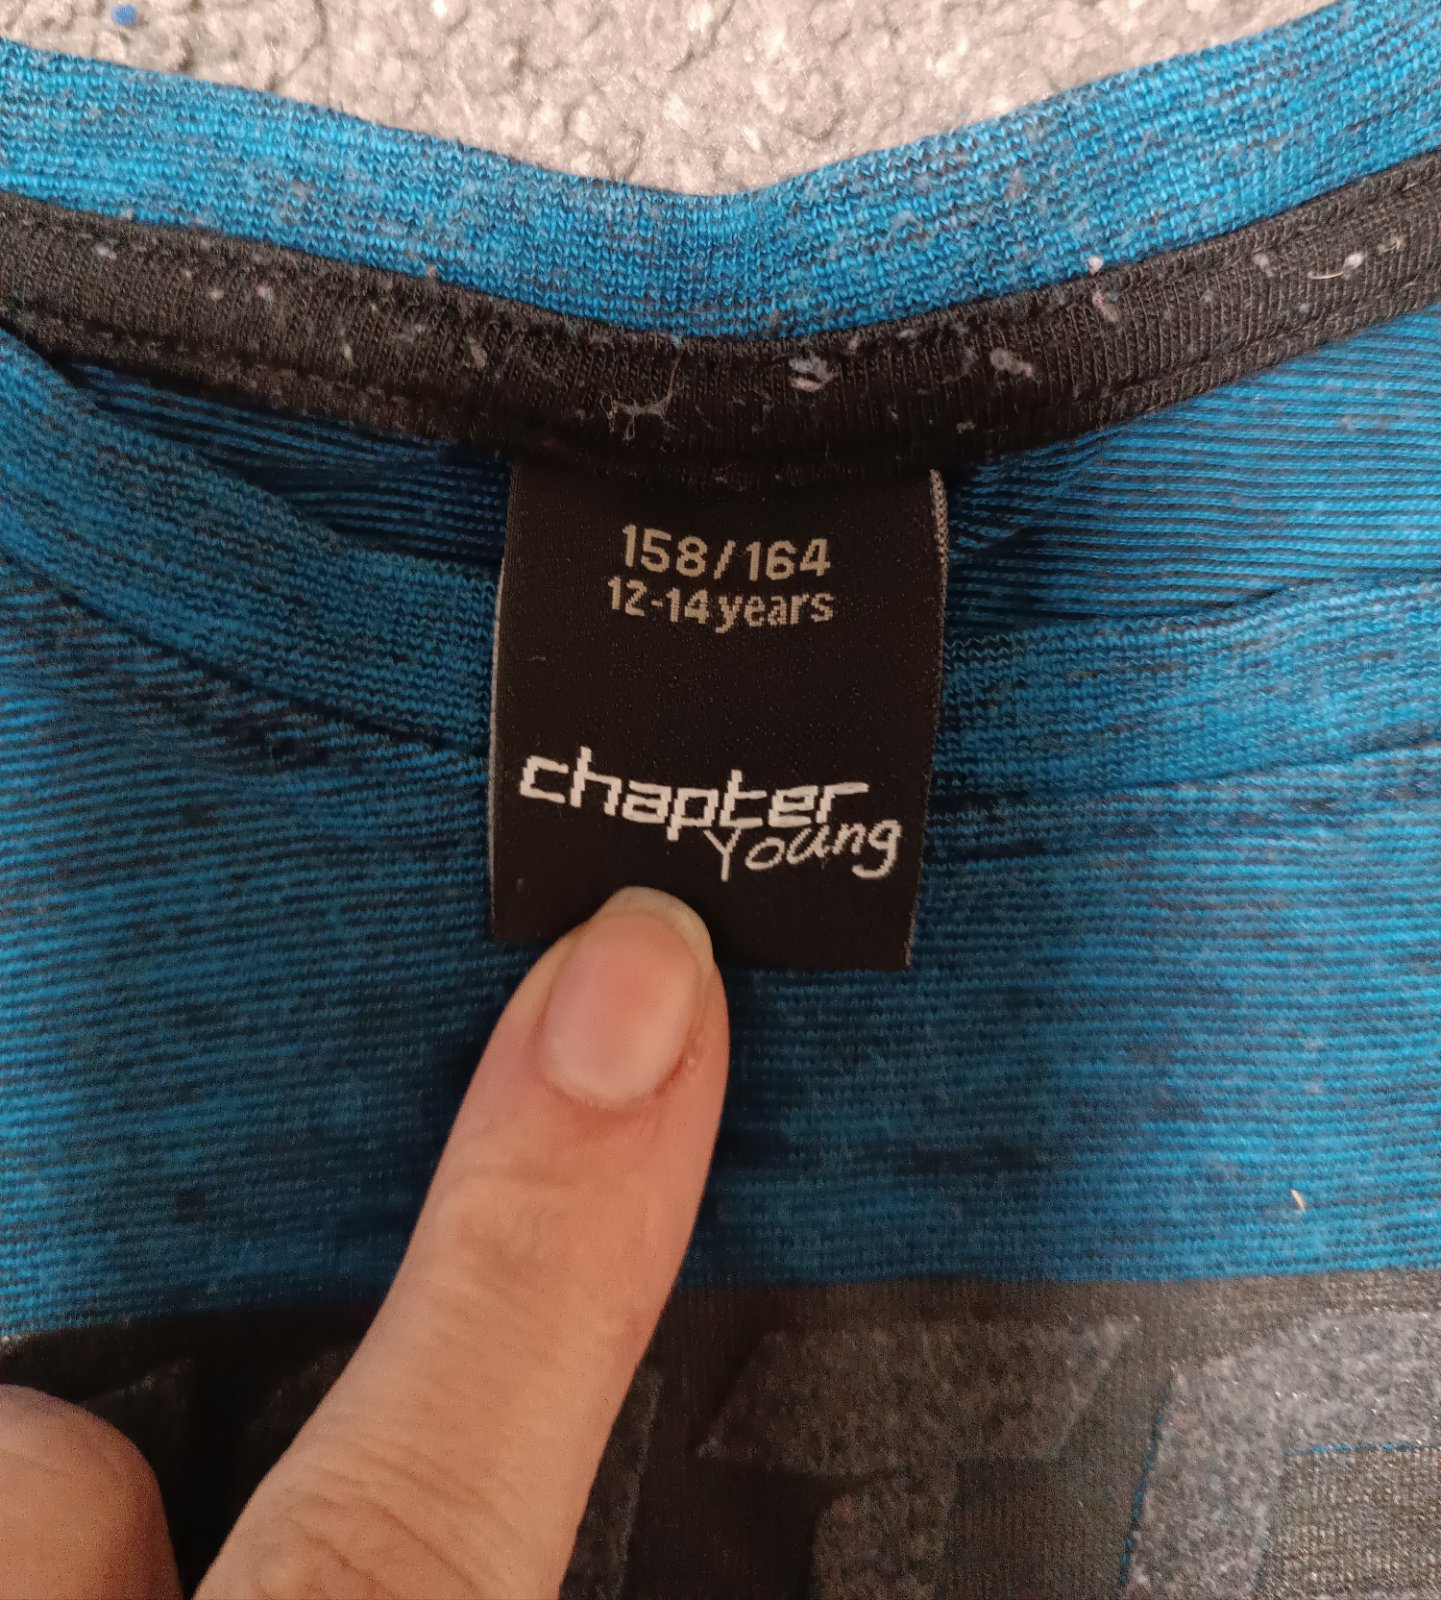 158/164
12-14 years
chapter
Young